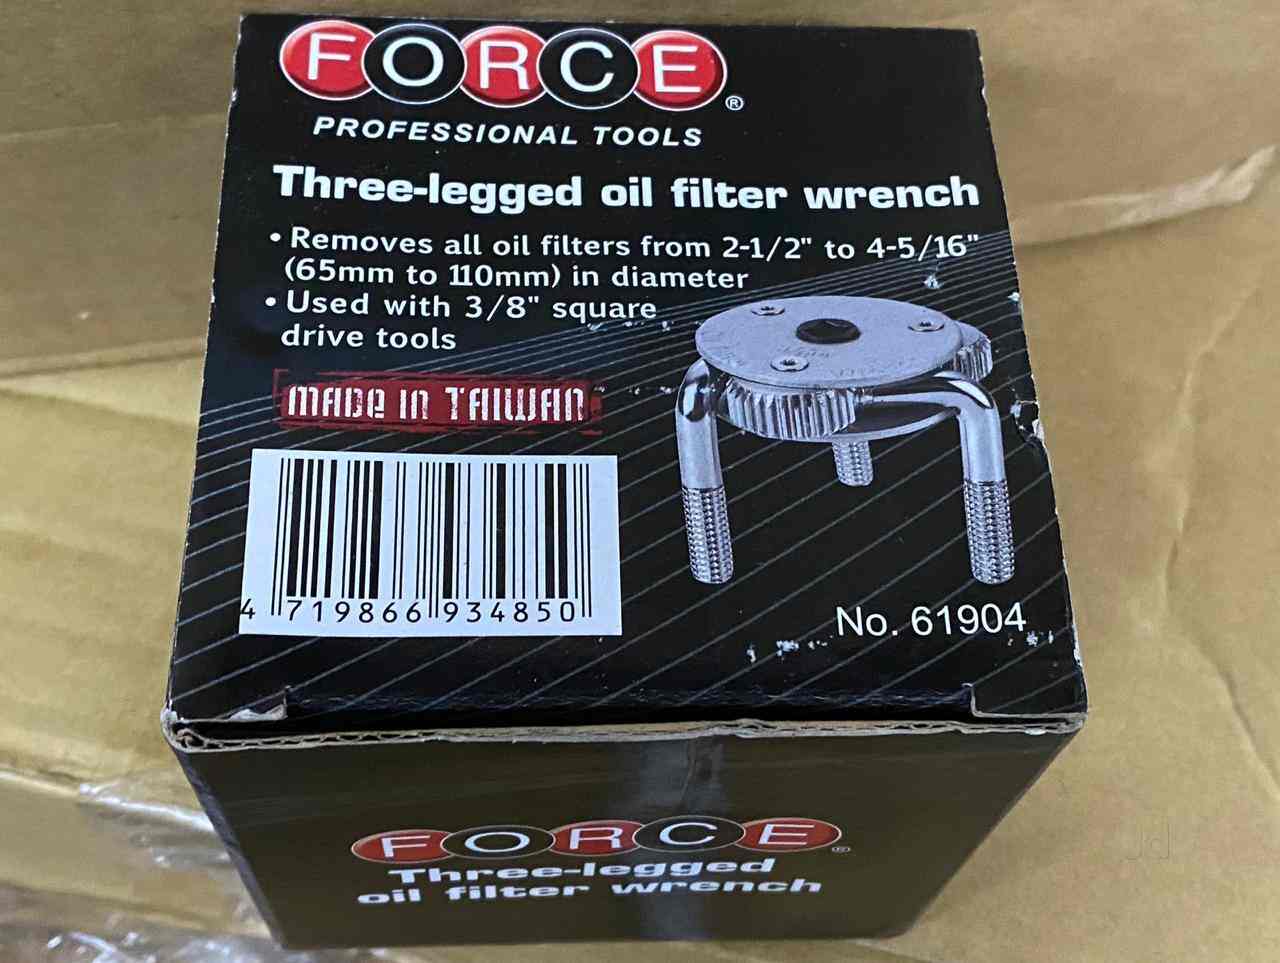 FORCE®
PROFESSIONAL TOOLS
Three-legged oil filter wrench
• Removes all oil filters from 2-1/2" to 4-5/16"
(65mm to 110mm) in diameter
• Used with 3/8" square
drive tools
MADE IN TAIWAN
4 719866 934850
No. 61904
FORCE®
Three-legged
oil filter wrench
Jd